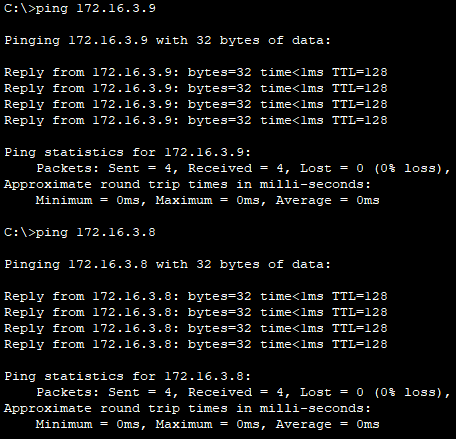 C:\>ping 172.16.3.9
Pinging 172.16.3.9 with 32 bytes of data:
Reply from 172.16.3.9: bytes=32 time<1ms TTL=128
Reply from 172.16.3.9: bytes=32 time<1ms TTL=128
Reply from 172.16.3.9: bytes=32 time<1ms TTL=128
Reply from 172.16.3.9: bytes=32 time<1ms TTL=128
Ping statistics for 172.16.3.9:
Packets: Sent = 4, Received = 4, Lost = 0 (0% loss),
Approximate round trip times in milli-seconds:
Minimum = 0ms, Maximum = 0ms, Average = 0ms
C:\>ping 172.16.3.8
Pinging 172.16.3.8 with 32 bytes of data:
Reply from 172.16.3.8: bytes=32 time<1ms TTL=128
Reply from 172.16.3.8: bytes=32 time<1ms TTL=128
Reply from 172.16.3.8: bytes=32 time<1ms TTL=128
Reply from 172.16.3.8: bytes=32 time<1ms TTL=128
Ping statistics for 172.16.3.8:
Packets: Sent = 4, Received = 4, Lost = 0 (0% loss),
Approximate round trip times in milli-seconds:
Minimum = 0ms, Maximum = 0ms, Average = 0ms